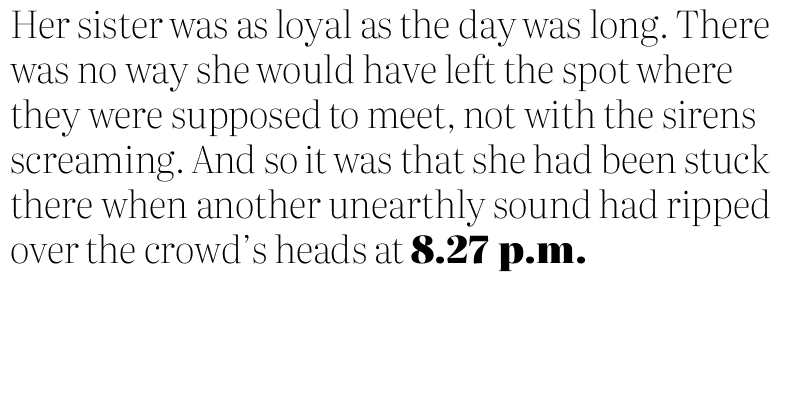 Her sister was as loyal as the day was long. There
was no way she would have left the spot where
they were supposed to meet, not with the sirens
screaming. And so it was that she had been stuck
there when another unearthly sound had ripped
over the crowd’s heads at 8.27 p.m.